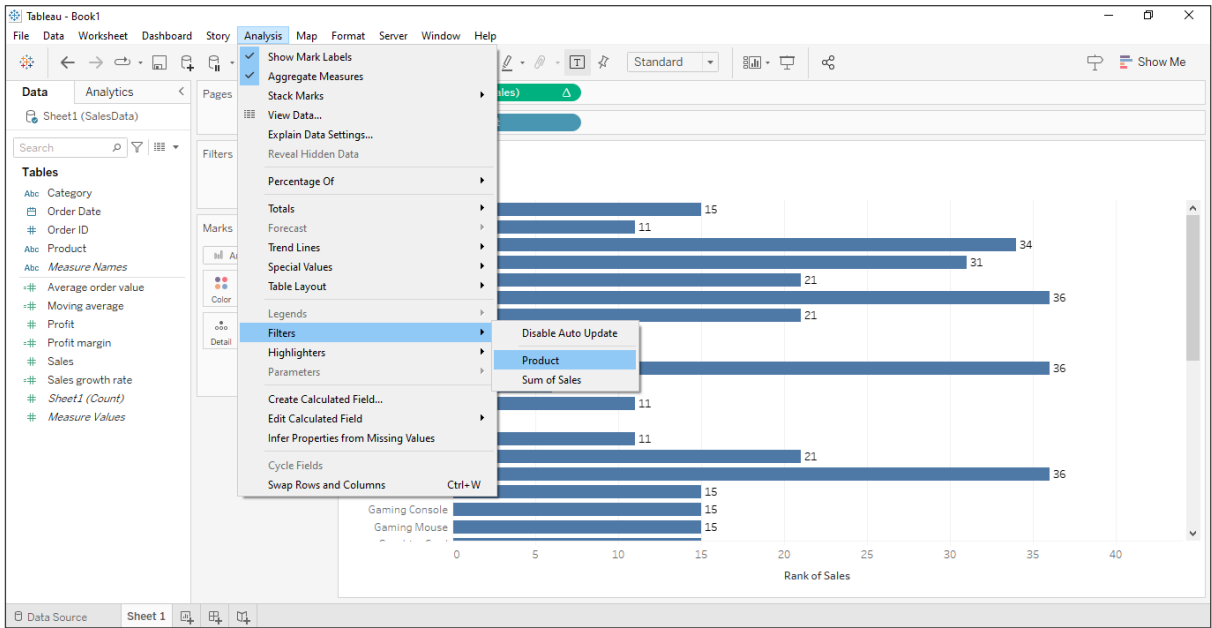 Tableau - Book1
File Data Worksheet Dashboard Story Analysis Map Format Server Window Help
Standard
Show Me
Data
Analytics
Sheet1 (SalesData)
Search
Tables
Abc Category
Order Date
# Order ID
Abc Product
Abc Measure Names
=# Average order value
=# Moving average
# Profit
=# Profit margin
# Sales
=# Sales growth rate
# Sheet1 (Count)
# Measure Values
Pages
Filters
Marks
Color
Detail
Show Mark Labels
Aggregate Measures
Stack Marks
View Data...
Explain Data Settings...
Reveal Hidden Data
Percentage Of
Totals
Forecast
Trend Lines
Special Values
Table Layout
Legends
Filters
Highlighters
Parameters
Create Calculated Field...
Edit Calculated Field
Infer Properties from Missing Values
Cycle Fields
Swap Rows and Columns Ctrl+W
Disable Auto Update
Product
Sum of Sales
15
11
34
31
21
36
21
36
11
11
21
36
15
Gaming Console 15
Gaming Mouse 15
0 5 10 15 20 25 30 35 40
Rank of Sales
Data Source
Sheet 1